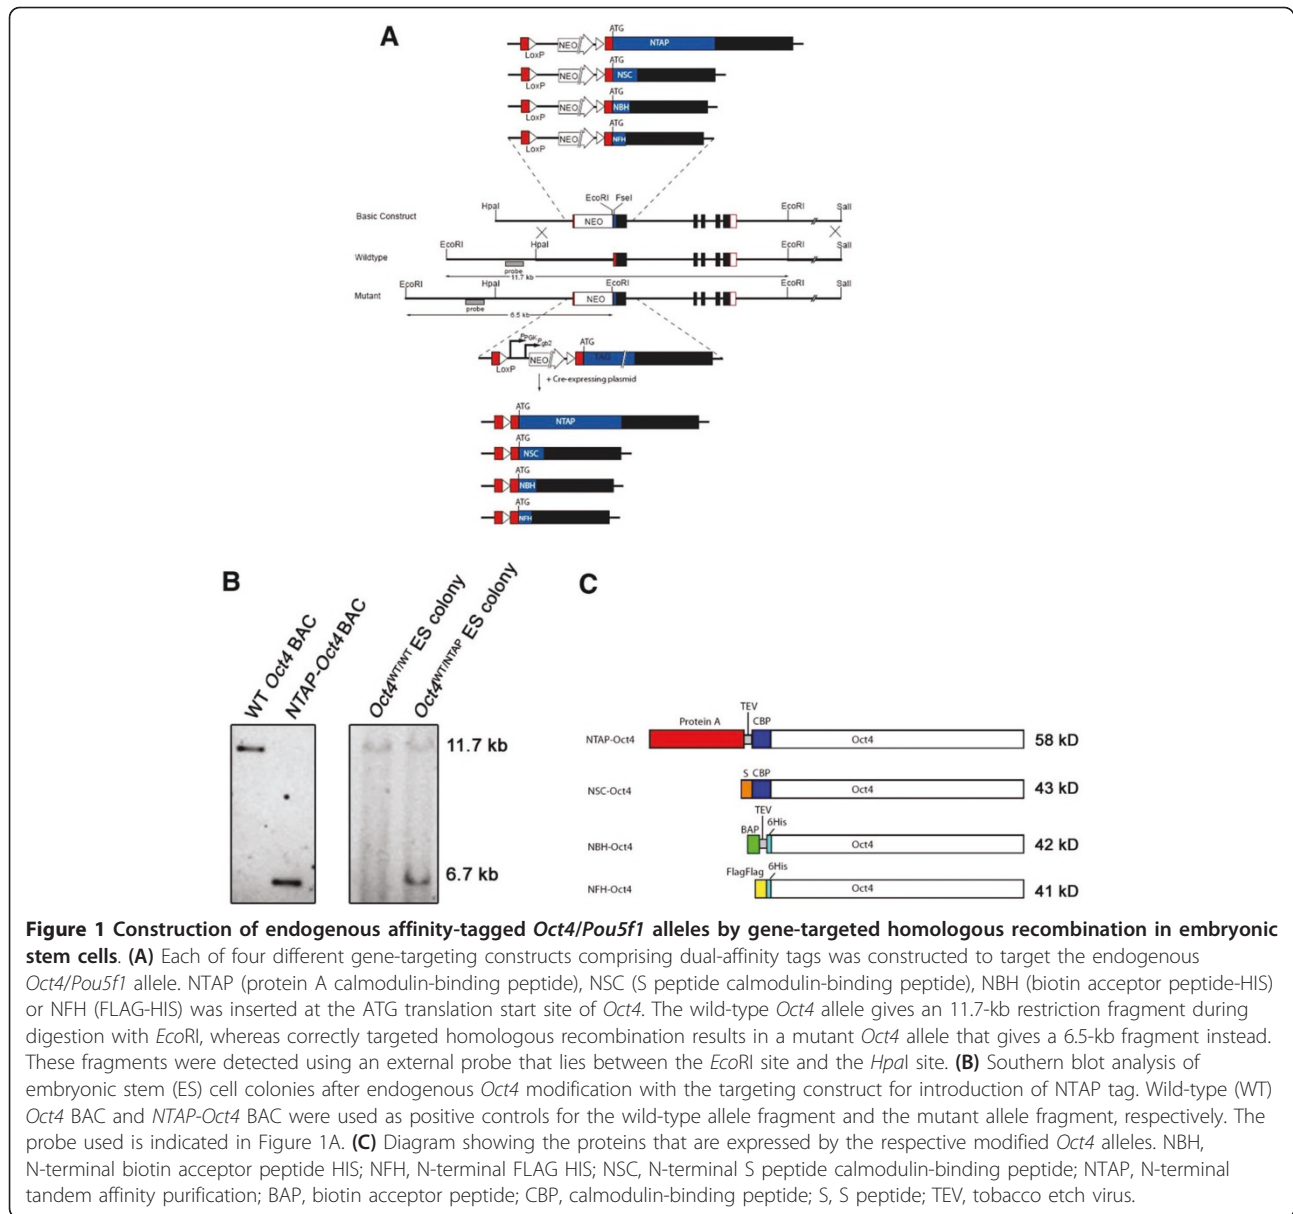 A
ATG
NEO
NTAP
LoxP
ATG
NEO
NSC
LoxP
ATG
NEO
NBH
LoxP
ATG
NEO
NFH
LoxP
EcoRI FseI
HpaI EcoRI SalI
Basic Construct
NEO
EcoRI HpaI EcoRI SalI
Wildtype
probe
11.7 kb
EcoRI HpaI EcoRI EcoRI SalI
Mutant
NEO
probe
6.5 kb
PPGK
Pgb2
ATG
NEO
TAG
LoxP
+ Cre-expressing plasmid
ATG
NTAP
ATG
NSC
ATG
NBH
ATG
NFH
B
WT Oct4 BAC
NTAP-Oct4 BAC
Oct4WT/WT ES colony
Oct4WT/NTAP ES colony
11.7 kb
6.7 kb
C
TEV
Protein A CBP
NTAP-Oct4 Oct4 58 kD
S CBP
NSC-Oct4 Oct4 43 kD
TEV
BAP 6His
NBH-Oct4 Oct4 42 kD
FlagFlag 6His
NFH-Oct4 Oct4 41 kD
Figure 1 Construction of endogenous affinity-tagged Oct4/Pou5f1 alleles by gene-targeted homologous recombination in embryonic
stem cells. (A) Each of four different gene-targeting constructs comprising dual-affinity tags was constructed to target the endogenous
Oct4/Pou5f1 allele. NTAP (protein A calmodulin-binding peptide), NSC (S peptide calmodulin-binding peptide), NBH (biotin acceptor peptide-HIS)
or NFH (FLAG-HIS) was inserted at the ATG translation start site of Oct4. The wild-type Oct4 allele gives an 11.7-kb restriction fragment during
digestion with EcoRI, whereas correctly targeted homologous recombination results in a mutant Oct4 allele that gives a 6.5-kb fragment instead.
These fragments were detected using an external probe that lies between the EcoRI site and the HpaI site. (B) Southern blot analysis of
embryonic stem (ES) cell colonies after endogenous Oct4 modification with the targeting construct for introduction of NTAP tag. Wild-type (WT)
Oct4 BAC and NTAP-Oct4 BAC were used as positive controls for the wild-type allele fragment and the mutant allele fragment, respectively. The
probe used is indicated in Figure 1A. (C) Diagram showing the proteins that are expressed by the respective modified Oct4 alleles. NBH,
N-terminal biotin acceptor peptide HIS; NFH, N-terminal FLAG HIS; NSC, N-terminal S peptide calmodulin-binding peptide; NTAP, N-terminal
tandem affinity purification; BAP, biotin acceptor peptide; CBP, calmodulin-binding peptide; S, S peptide; TEV, tobacco etch virus.